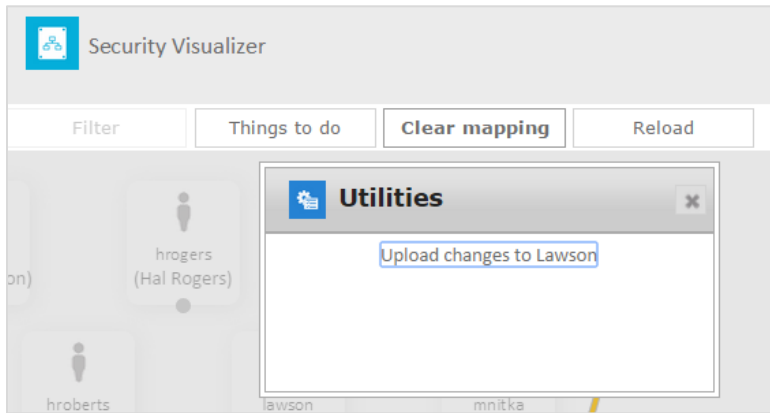 Security Visualizer
Filter
Things to do
Clear mapping
Reload
Utilities
Upload changes to Lawson
hrogers
(Hal Rogers)
on)
hroberts
lawson
mnitka